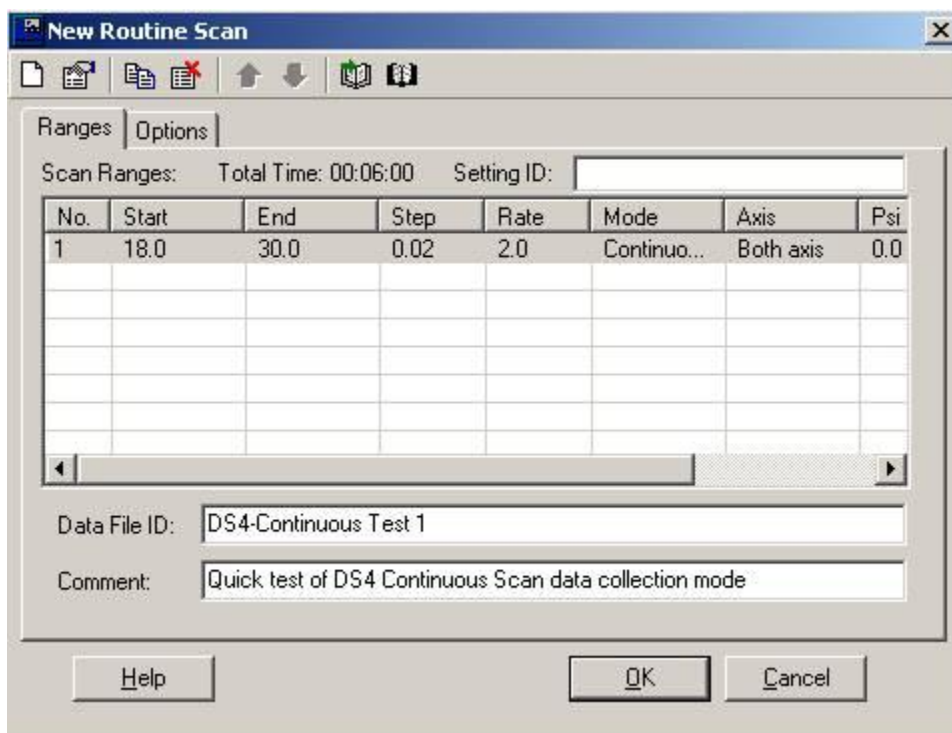 New Routine Scan
Ranges Options
Scan Ranges: Total Time: 00:06:00 Setting ID:
No. Start End Step Rate Mode Axis Psi
1 18.0 30.0 0.02 2.0 Continuo... Both axis 0.0
Data File ID: DS4-Continuous Test 1
Comment: Quick test of DS4 Continuous Scan data collection mode
Help OK Cancel